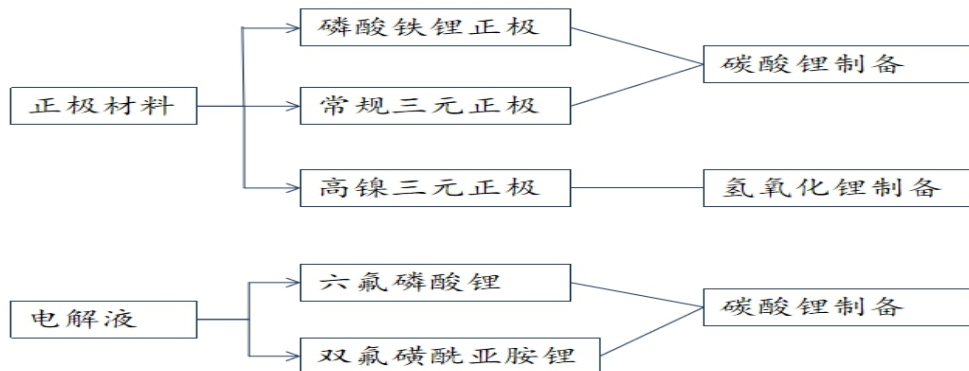 磷酸铁锂正极
碳酸锂制备
正极材料
常规三元正极
高镍三元正极
氢氧化锂制备
六氟磷酸锂
碳酸锂制备
电解液
双氟磺酰亚胺锂